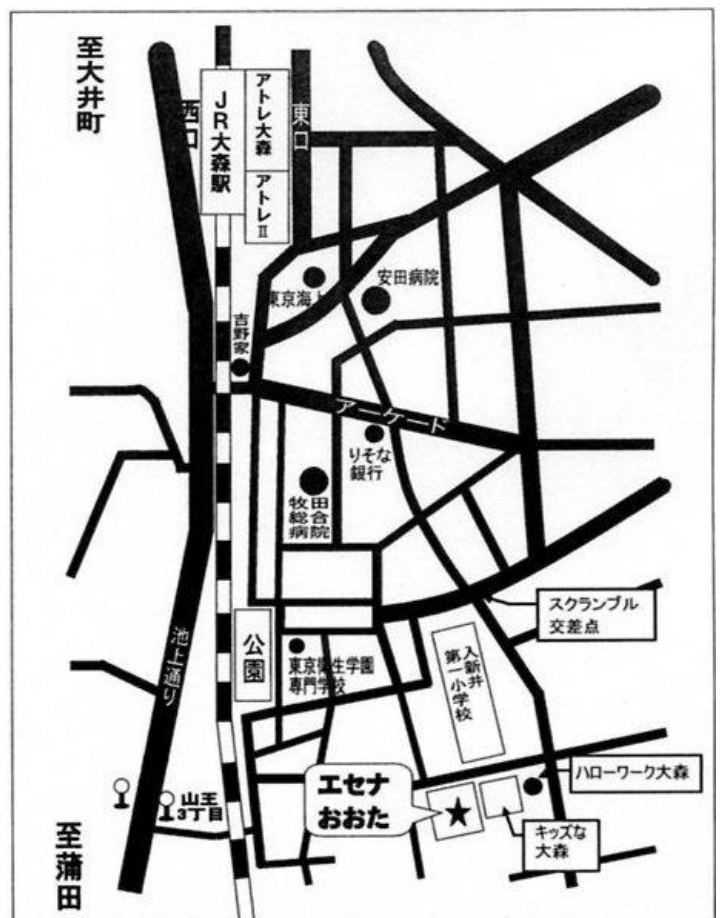 至大井町
西口
JR大森駅
アトレ大森
アトレⅡ
東口
東京海上
安田病院
吉野家
アーケード
りそな
銀行
牧田
総合
病院
スクランブル
交差点
池上通り
公園
東京衛生学園
専門学校
入新井
第一小学校
ハローワーク大森
エセナ
おおた
キッズな
大森
山王
3丁目
至蒲田